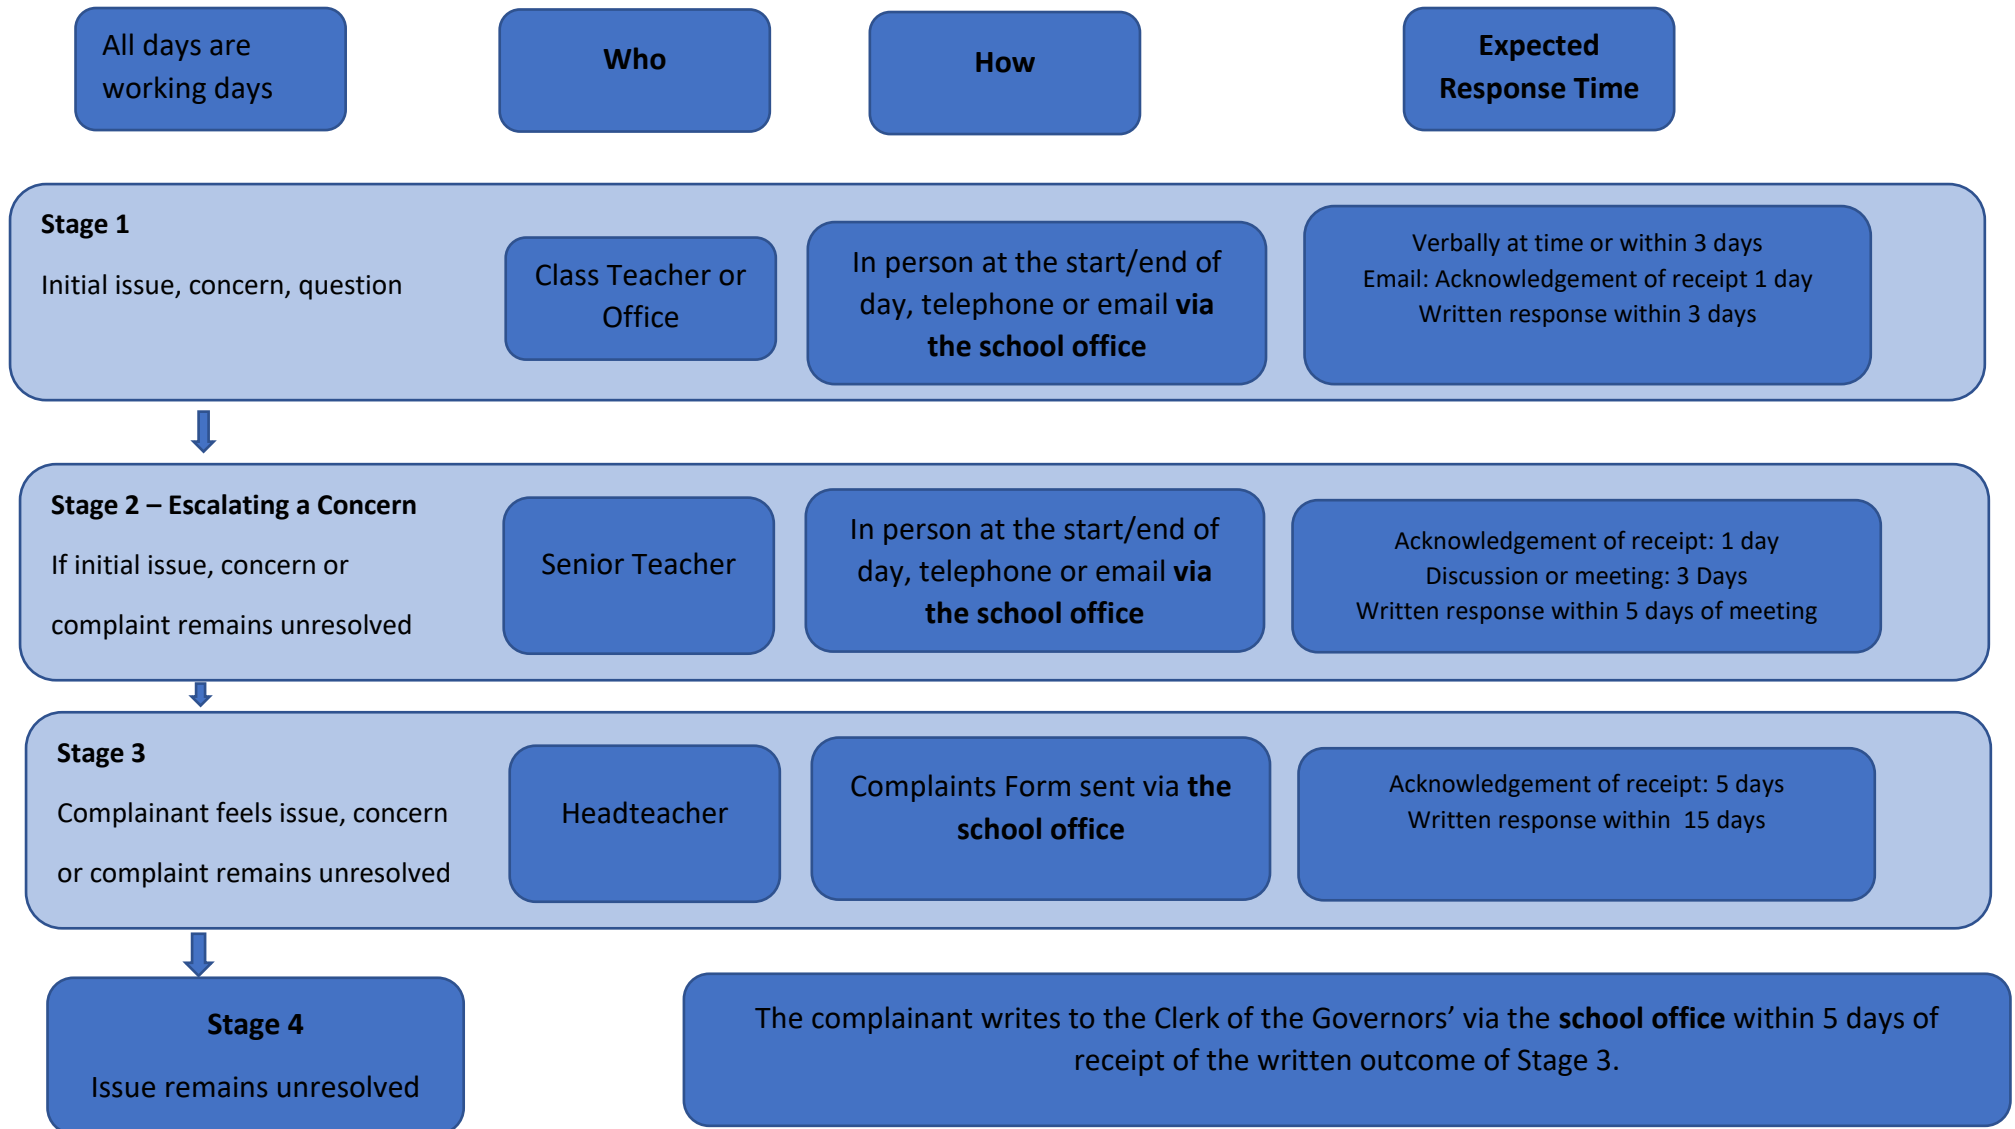 All days are
working days
Who
How
Expected
Response Time
Stage 1
Initial issue, concern, question
Class Teacher or
Office
In person at the start/end of
day, telephone or email via
the school office
Verbally at time or within 3 days
Email: Acknowledgement of receipt 1 day
Written response within 3 days
Stage 2 – Escalating a Concern
If initial issue, concern or
complaint remains unresolved
Senior Teacher
In person at the start/end of
day, telephone or email via
the school office
Acknowledgement of receipt: 1 day
Discussion or meeting: 3 Days
Written response within 5 days of meeting
Stage 3
Complainant feels issue, concern
or complaint remains unresolved
Headteacher
Complaints Form sent via the
school office
Acknowledgement of receipt: 5 days
Written response within 15 days
Stage 4
Issue remains unresolved
The complainant writes to the Clerk of the Governors’ via the school office within 5 days of
receipt of the written outcome of Stage 3.